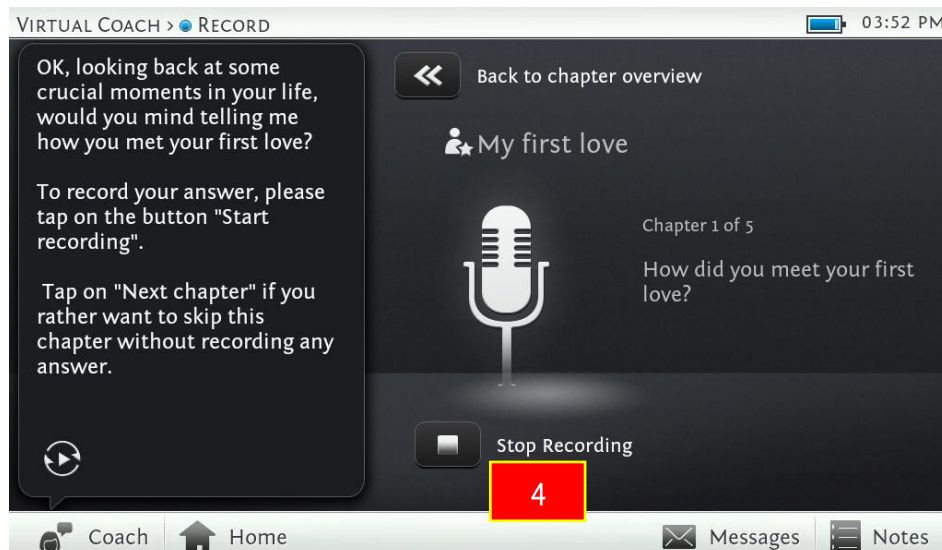 VIRTUAL COACH > RECORD
03:52 PM
OK, looking back at some
crucial moments in your life,
would you mind telling me
how you met your first love?
To record your answer, please
tap on the button "Start
recording".
Tap on "Next chapter" if you
rather want to skip this
chapter without recording any
answer.
Back to chapter overview
My first love
Chapter 1 of 5
How did you meet your first
love?
Stop Recording
4
Coach
Home
Messages
Notes